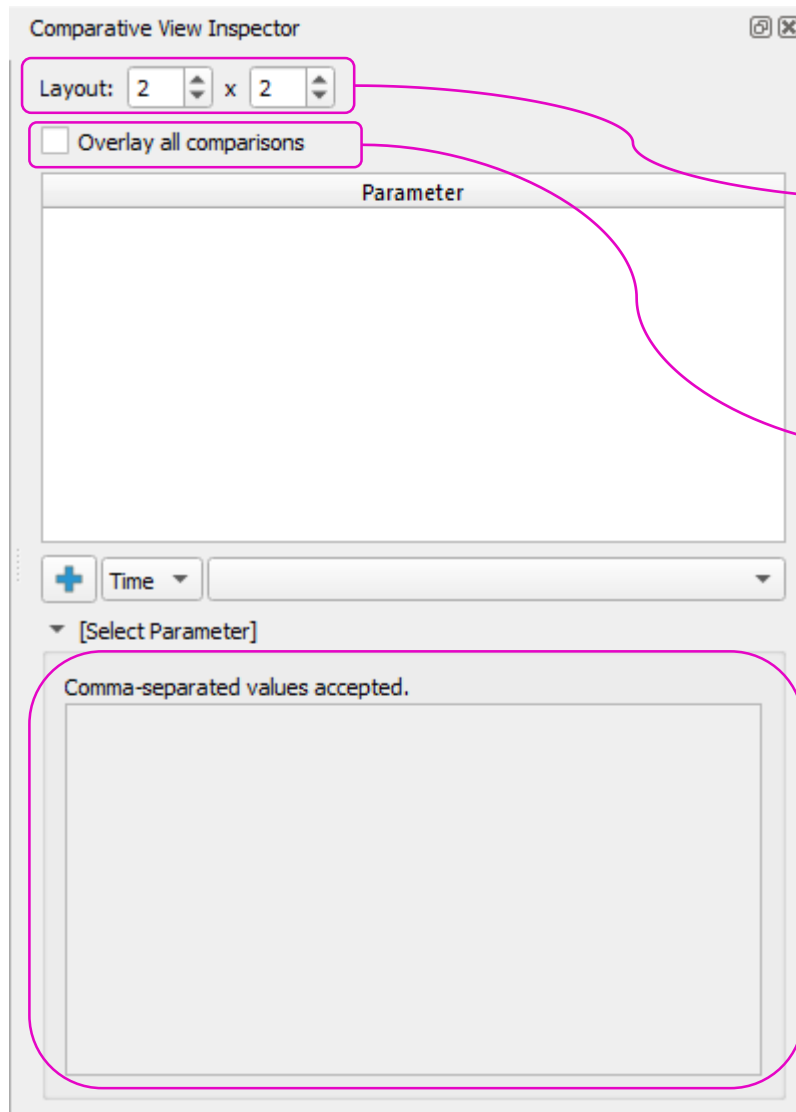 Comparative View Inspector
Layout: 2 x 2
Overlay all comparisons
Parameter
Time
[Select Parameter]
Comma-separated values accepted.